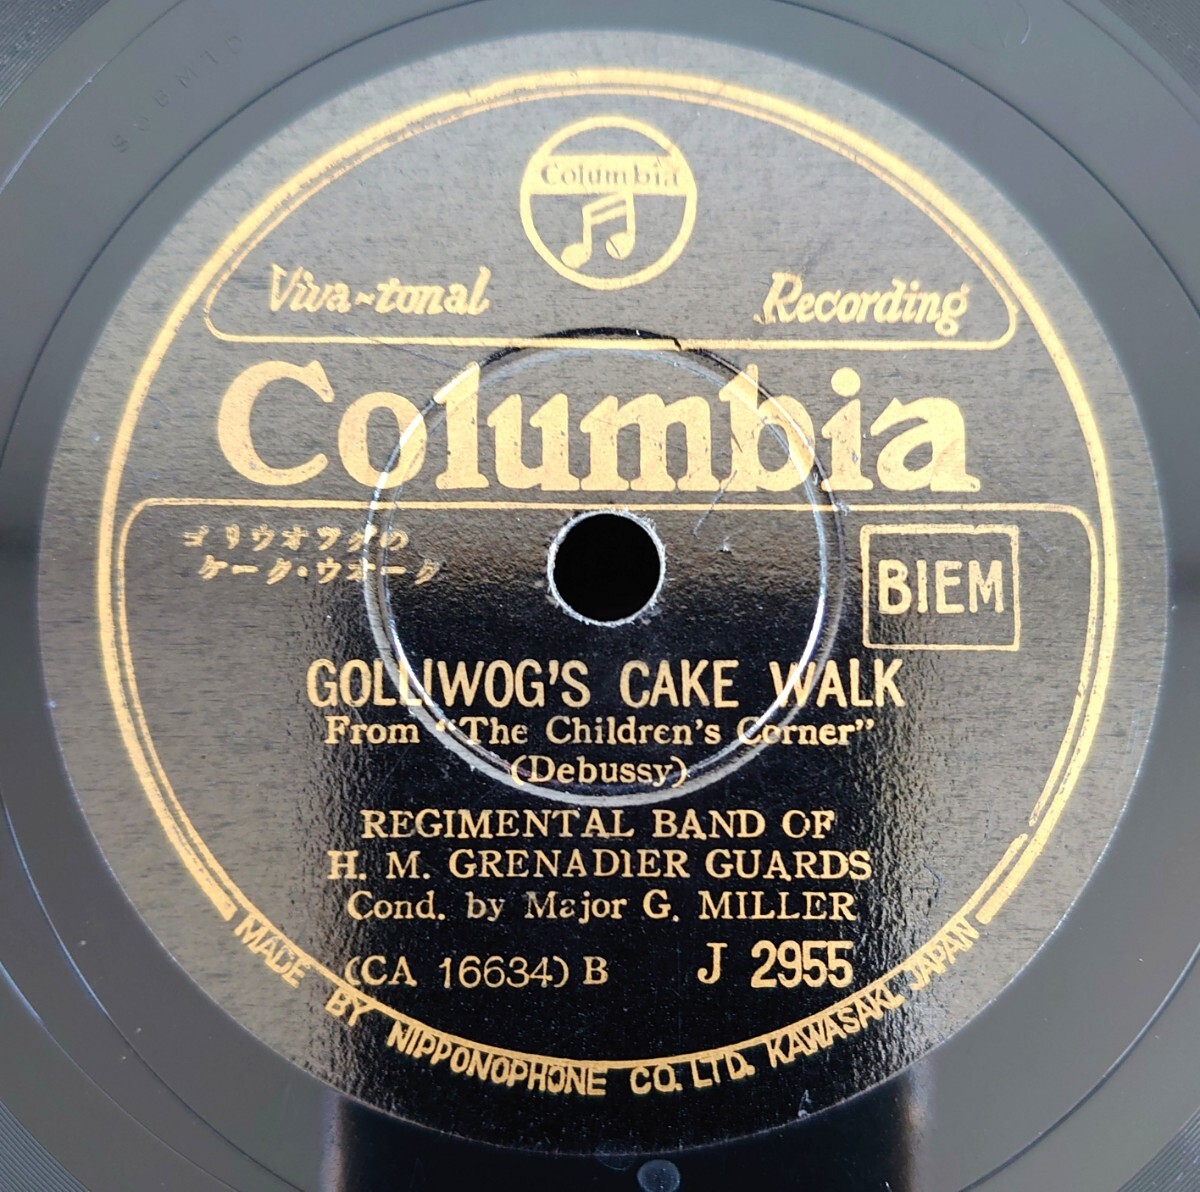 Columbia
Viva-tonal Recording
Columbia
ゴリウオツグの
ケーク・ウオーク
BIEM
GOLLIWOG'S CAKE WALK
From "The Children's Corner"
(Debussy)
REGIMENTAL BAND OF
H. M. GRENADIER GUARDS
Cond. by Major G. MILLER
(CA 16634) B J 2955
MADE BY NIPPONOPHONE CO. LTD. KAWASAKI, JAPAN